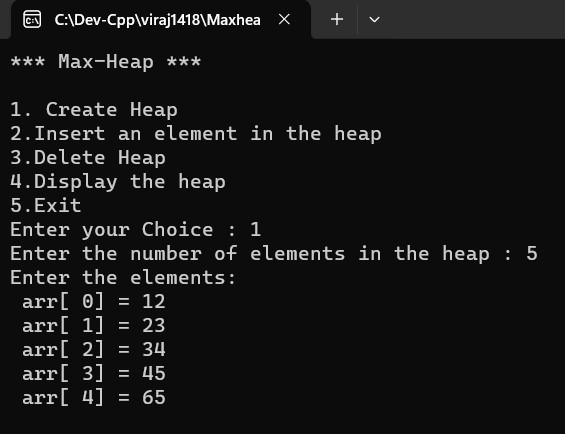 C:\Dev-Cpp\viraj1418\Maxhea
*** Max-Heap ***
1. Create Heap
2.Insert an element in the heap
3.Delete Heap
4.Display the heap
5.Exit
Enter your Choice : 1
Enter the number of elements in the heap : 5
Enter the elements:
 arr[ 0] = 12
 arr[ 1] = 23
 arr[ 2] = 34
 arr[ 3] = 45
 arr[ 4] = 65